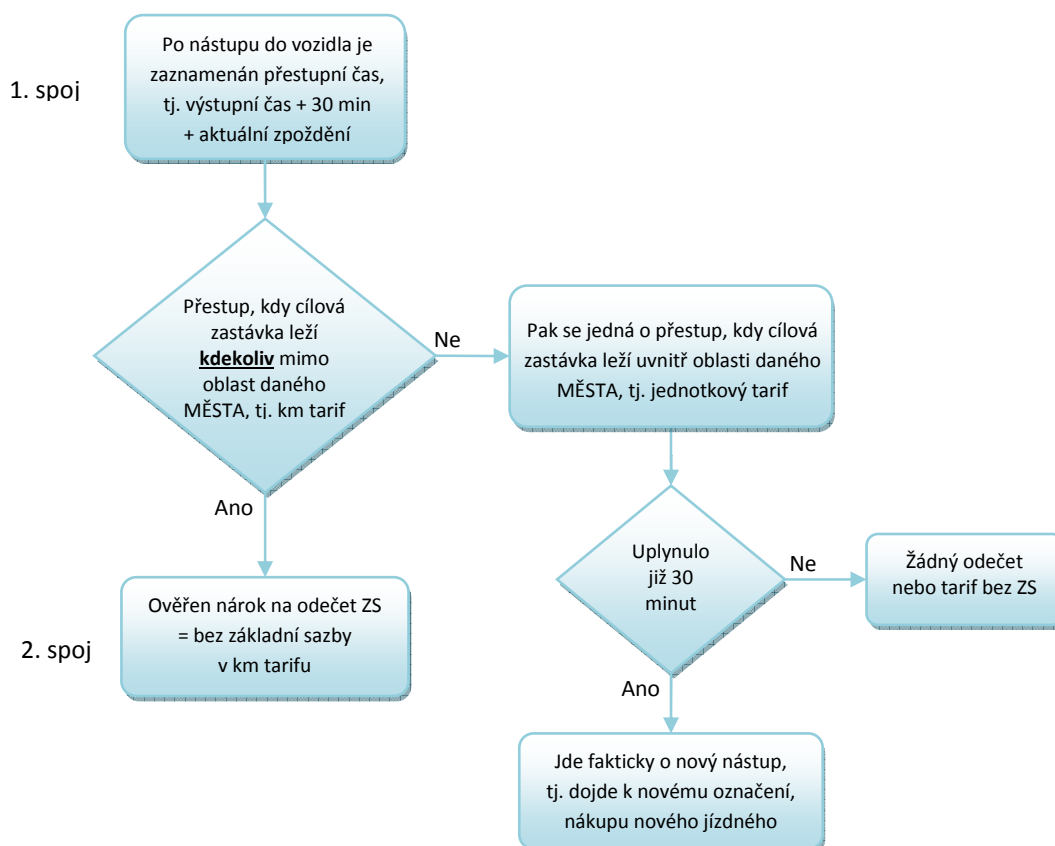 Po nástupu do vozidla je
zaznamenán přestupní čas,
tj. výstupní čas + 30 min
+ aktuální zpoždění
1. spoj
Přestup, kdy cílová
zastávka leží
kdekoliv mimo
oblast daného
MĚSTA, tj. km tarif
Ne
Pak se jedná o přestup, kdy cílová
zastávka leží uvnitř oblasti daného
MĚSTA, tj. jednotkový tarif
Ano
Uplynulo
již 30
minut
Ne
Žádný odečet
nebo tarif bez ZS
Ověřen nárok na odečet ZS
= bez základní sazby
v km tarifu
2. spoj
Ano
Jde fakticky o nový nástup,
tj. dojde k novému označení,
nákupu nového jízdného